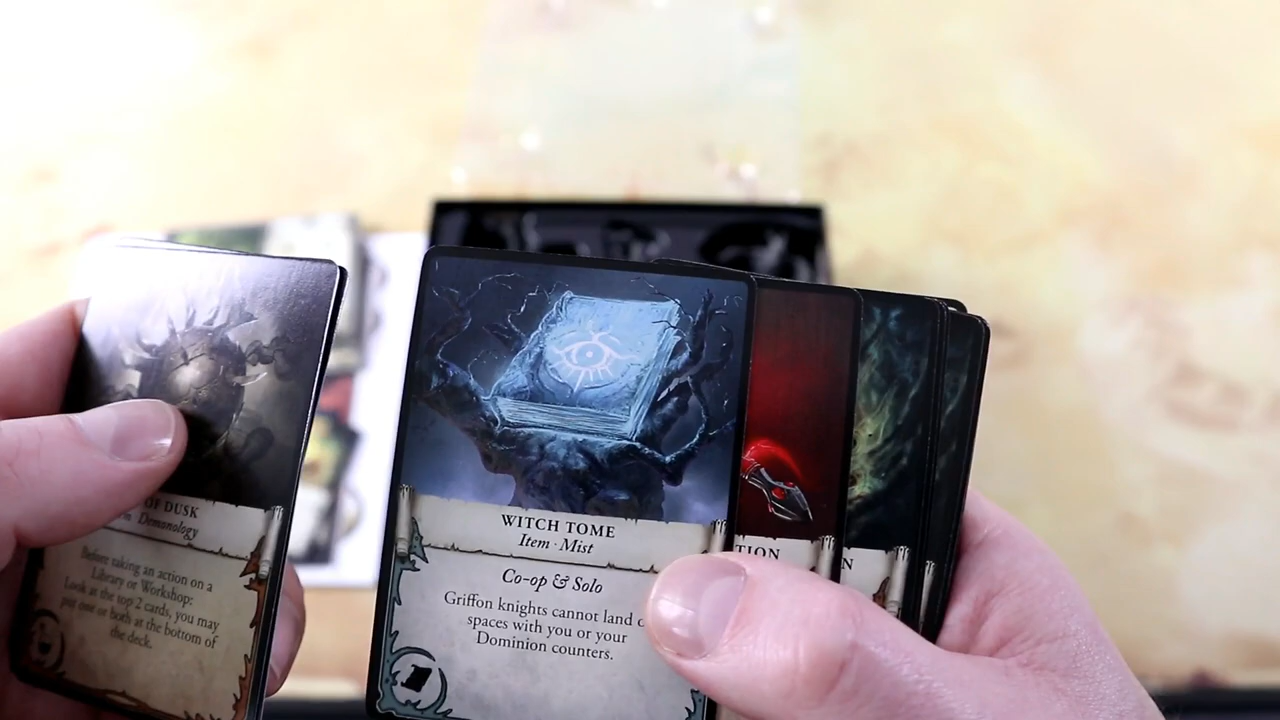 OF DUSK
Demonology
Before taking an action on a
Library or Workshop:
Look at the top 2 cards, you may
put one or both at the bottom of
the deck.
WITCH TOME
Item · Mist
Co-op & Solo
Griffon knights cannot land
spaces with you or your
Dominion counters.
TION
N